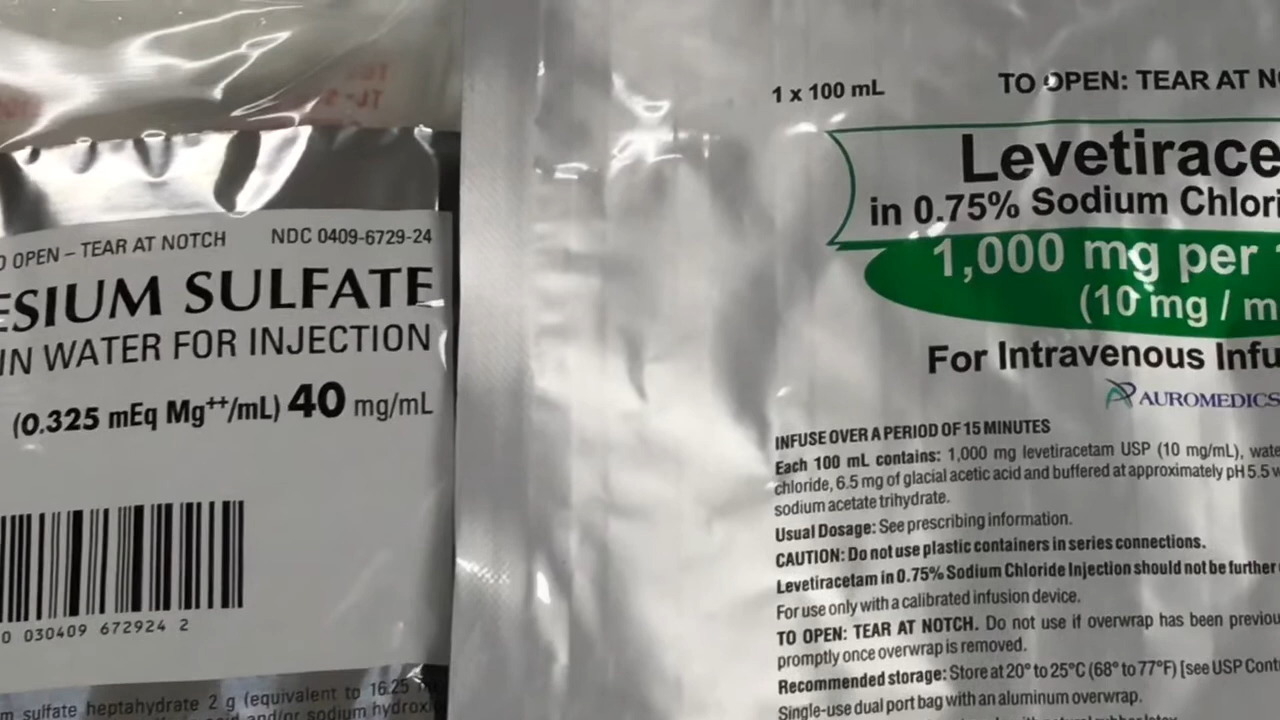 O OPEN – TEAR AT NOTCH NDC 0409-6729-24
ESIUM SULFATE
IN WATER FOR INJECTION
(0.325 mEq Mg++/mL) 40 mg/mL
0 030409 672924 2
m sulfate heptahydrate 2 g (equivalent to 16.25
and/or sodium hydroxi
1 x 100 mL TO OPEN: TEAR AT NO
Levetirace
in 0.75% Sodium Chlori
1,000 mg per
(10 mg / m
For Intravenous Infu
AUROMEDICS
INFUSE OVER A PERIOD OF 15 MINUTES
Each 100 mL contains: 1,000 mg levetiracetam USP (10 mg/mL), wate
chloride, 6.5 mg of glacial acetic acid and buffered at approximately pH 5.5 w
sodium acetate trihydrate.
Usual Dosage: See prescribing information.
CAUTION: Do not use plastic containers in series connections.
Levetiracetam in 0.75% Sodium Chloride Injection should not be further
For use only with a calibrated infusion device.
TO OPEN: TEAR AT NOTCH. Do not use if overwrap has been previou
promptly once overwrap is removed.
Recommended storage: Store at 20° to 25°C (68° to 77°F) [see USP Cont
Single-use dual port bag with an aluminum overwrap.